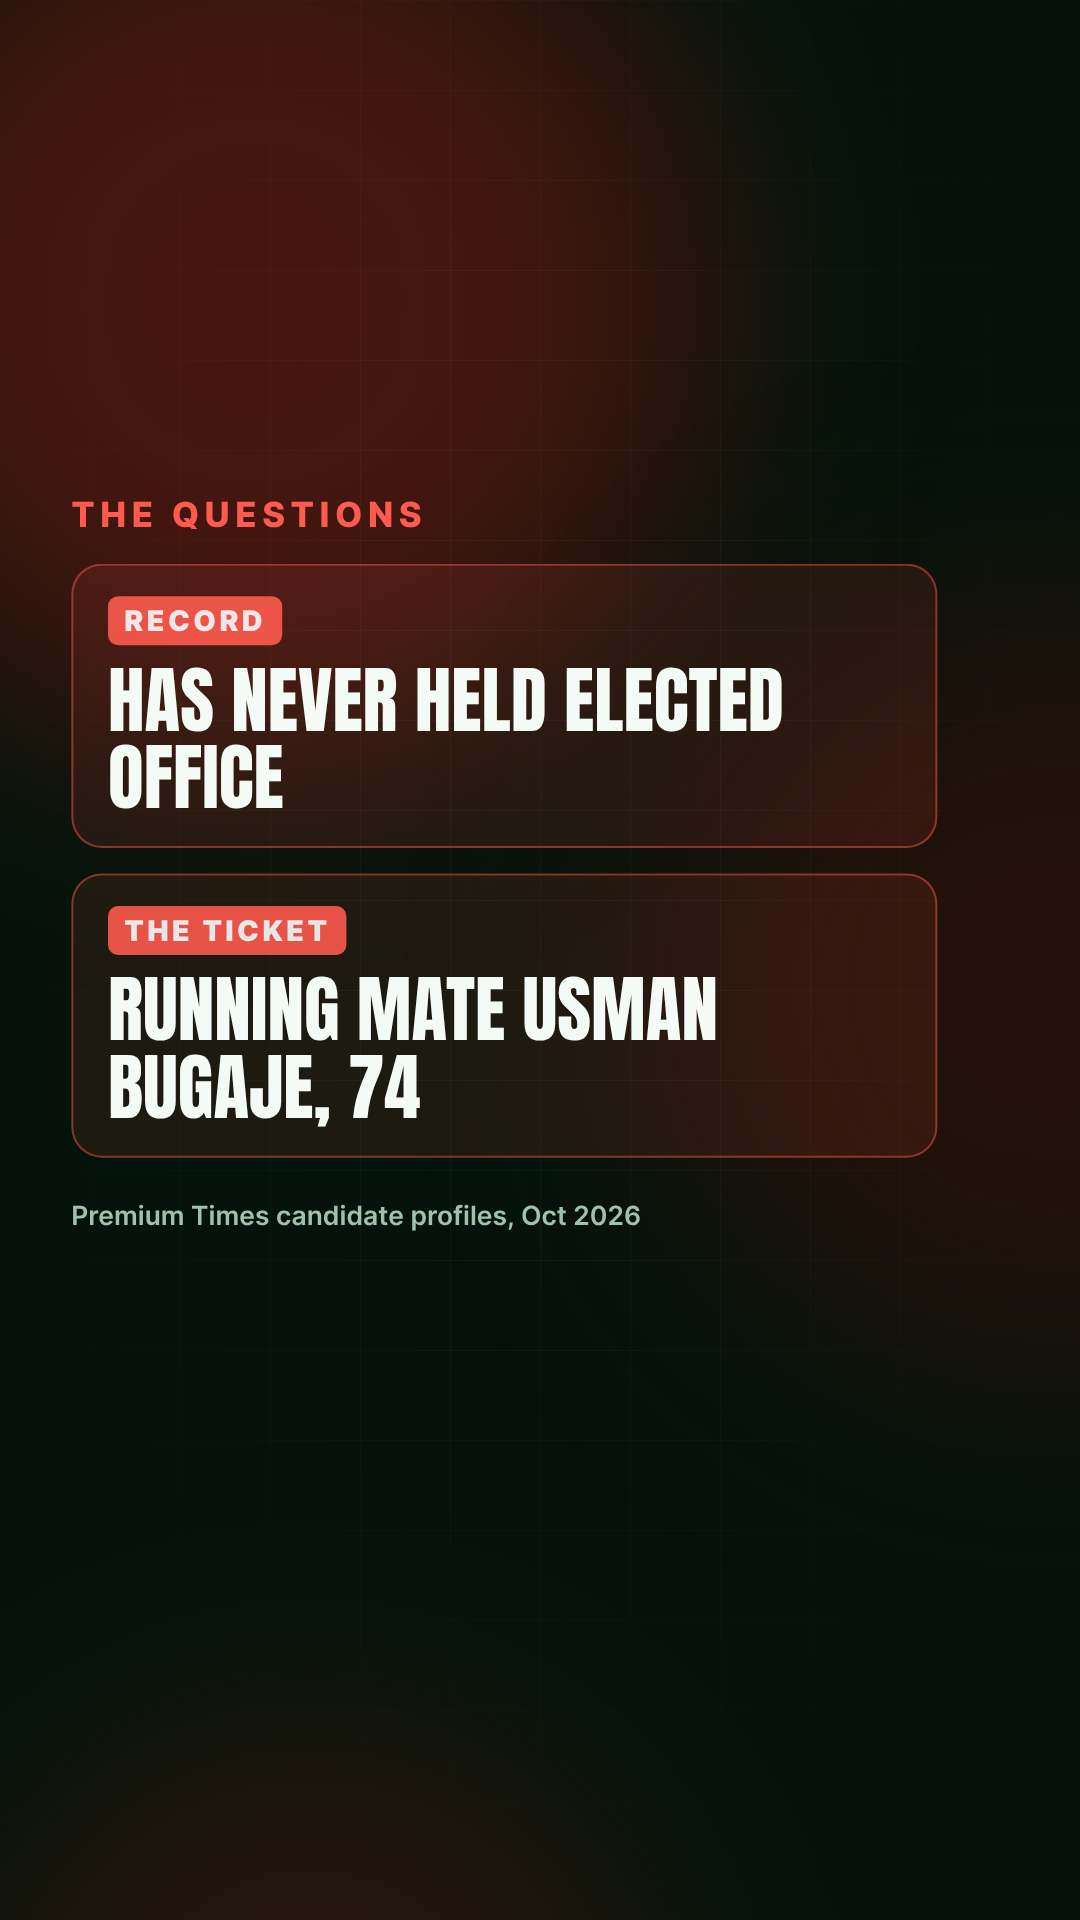 THE QUESTIONS
RECORD
HAS NEVER HELD ELECTED
OFFICE
THE TICKET
RUNNING MATE USMAN
BUGAJE, 74
Premium Times candidate profiles, Oct 2026